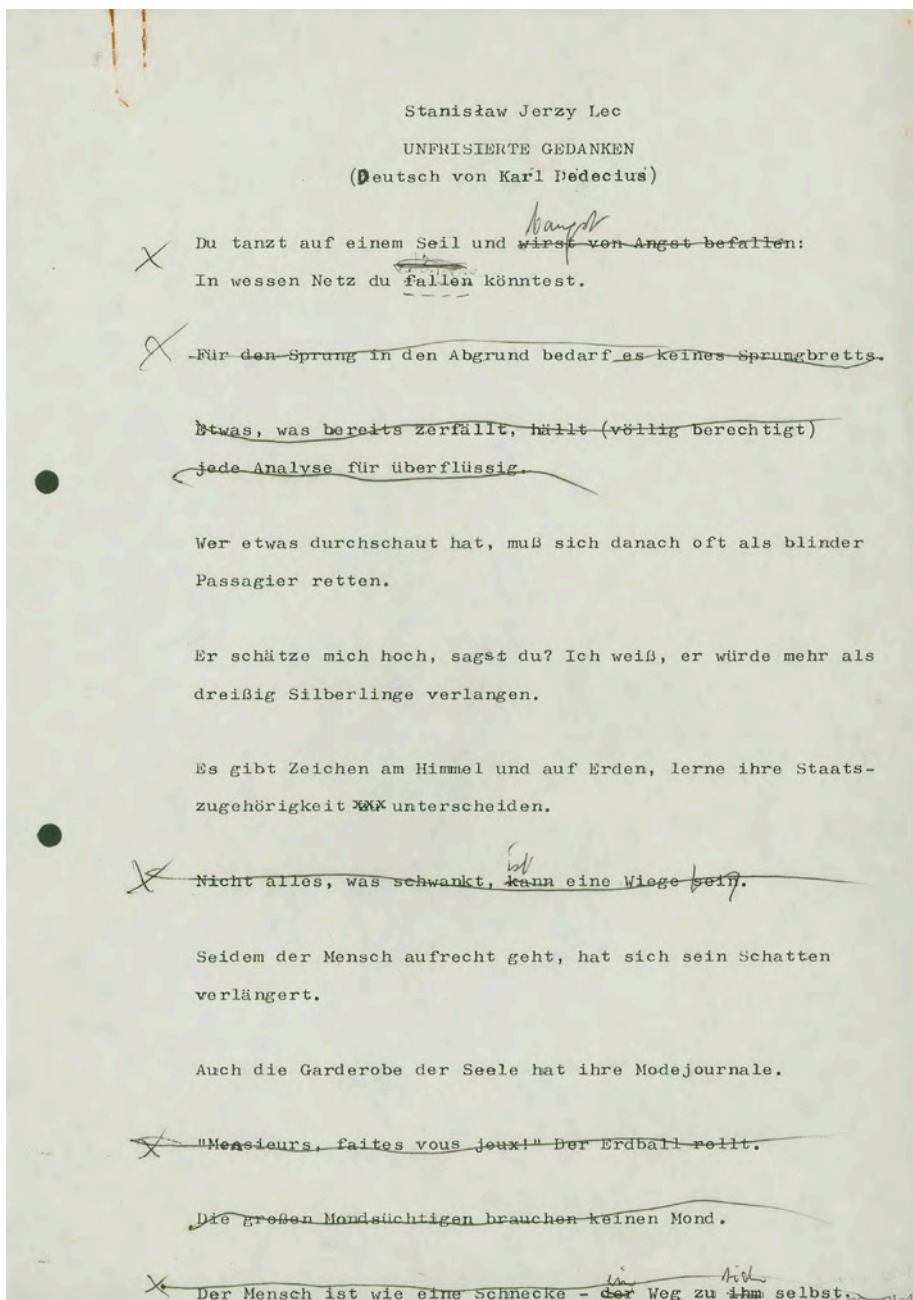 Stanisław Jerzy Lec
UNFRISIERTE GEDANKEN
(Deutsch von Karl Dedecius)
bangst
Du tanzt auf einem Seil und wirst von Angst befallen:
In wessen Netz du fallen könntest.
Für den Sprung in den Abgrund bedarf es keines Sprungbretts.
Etwas, was bereits zerfällt, hällt (völlig berechtigt)
jede Analyse für überflüssig.
Wer etwas durchschaut hat, muß sich danach oft als blinder
Passagier retten.
Er schätze mich hoch, sagst du? Ich weiß, er würde mehr als
dreißig Silberlinge verlangen.
Es gibt Zeichen am Himmel und auf Erden, lerne ihre Staats-
zugehörigkeit xxx unterscheiden.
ist
Nicht alles, was schwankt, kann eine Wiege sein.
Seidem der Mensch aufrecht geht, hat sich sein Schatten
verlängert.
Auch die Garderobe der Seele hat ihre Modejournale.
"Mensieurs, faites vous jeux!" Der Erdball rollt.
Die großen Mondsüchtigen brauchen keinen Mond.
ein sich
Der Mensch ist wie eine Schnecke - der Weg zu ihm selbst.